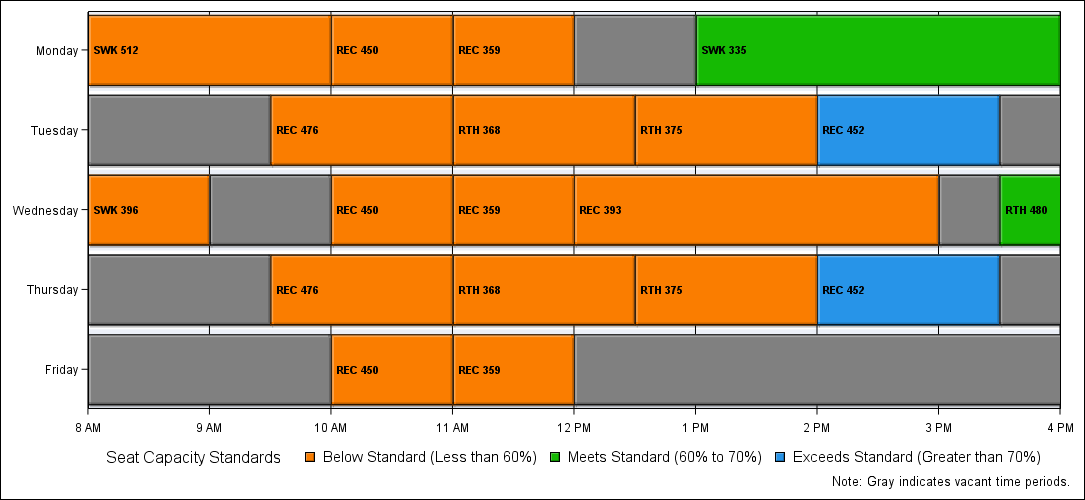 Monday SWK 512 REC 450 REC 359 SWK 335
Tuesday REC 476 RTH 368 RTH 375 REC 452
Wednesday SWK 396 REC 450 REC 359 REC 393 RTH 480
Thursday REC 476 RTH 368 RTH 375 REC 452
Friday REC 450 REC 359
8 AM 9 AM 10 AM 11 AM 12 PM 1 PM 2 PM 3 PM 4 PM
Seat Capacity Standards Below Standard (Less than 60%) Meets Standard (60% to 70%) Exceeds Standard (Greater than 70%)
Note: Gray indicates vacant time periods.